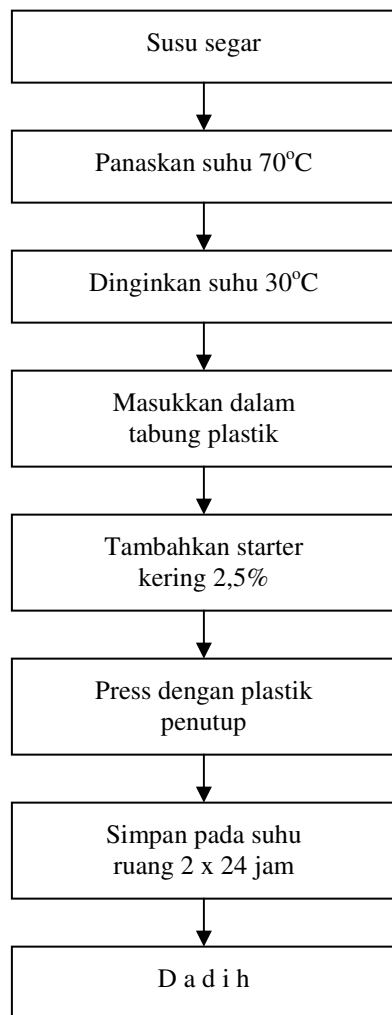 Susu segar
Panaskan suhu 70°C
Dinginkan suhu 30°C
Masukkan dalam
tabung plastik
Tambahkan starter
kering 2,5%
Press dengan plastik
penutup
Simpan pada suhu
ruang 2 x 24 jam
D a d i h